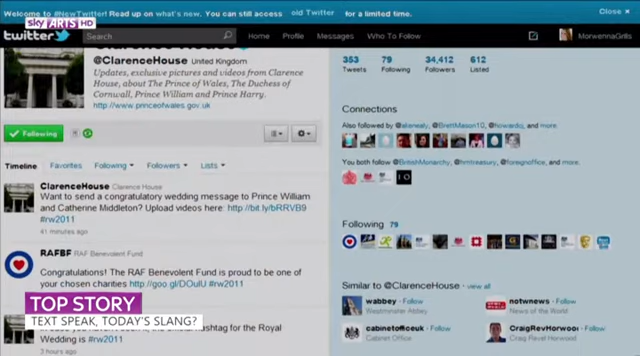 Welcome to #NewTwitter! Read up on what's new. You can still access old Twitter for a limited time.
Close ×
sky ARTS HD
twitter
Search
Home Profile Messages Who To Follow
MorwennaGrills
Clarence House
@ClarenceHouse United Kingdom
Updates, exclusive pictures and videos from Clarence
House, about The Prince of Wales, The Duchess of
Cornwall, Prince William and Prince Harry.
http://www.princeofwales.gov.uk
Following
Timeline Favorites Following Followers Lists
ClarenceHouse Clarence House
Want to send a congratulatory wedding message to Prince William
and Catherine Middleton? Upload videos here: http://bit.ly/bRRVB9
#rw2011
41 minutes ago
RAFBF RAF Benevolent Fund
Congratulations! The RAF Benevolent Fund is proud to be one of
your chosen charities http://goo.gl/DOulU #rw2011
TOP STORY
TEXT SPEAK, TODAY'S SLANG?
hashtag for the Royal
Wedding is #rw2011
3 hours ago
353 79 34,412 612
Tweets Following Followers Listed
Connections
Also followed by @akanealy, @BrettMason10, @howardo, and more.
You both follow @BritishMonarchy, @hmtreasury, @foreignoffice, and more.
Following 79
Similar to @ClarenceHouse · view all
wabbey · Follow
Westminster Abbey
notwnews · Follow
News of the World
cabinetofficeuk · Follow
Cabinet Office
CraigRevHorwoo · Follow
Craig Revel Horwood